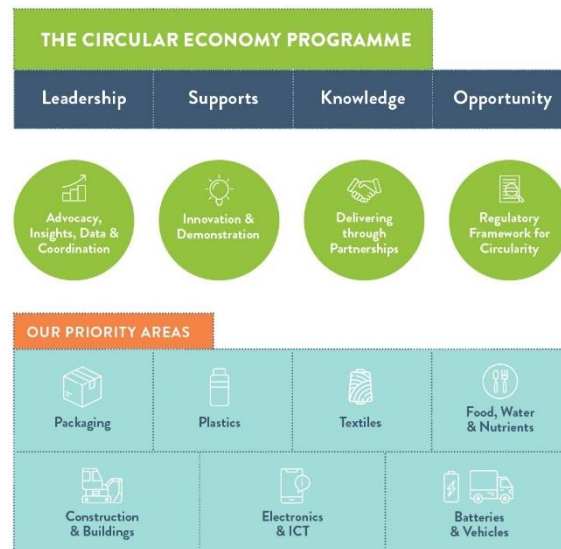 THE CIRCULAR ECONOMY PROGRAMME
Leadership
Supports
Knowledge
Opportunity
Advocacy,
Insights, Data &
Coordination
Innovation &
Demonstration
Delivering
through
Partnerships
Regulatory
Framework for
Circularity
OUR PRIORITY AREAS
Packaging
Plastics
Textiles
Food, Water
& Nutrients
Construction
& Buildings
Electronics
& ICT
Batteries
& Vehicles